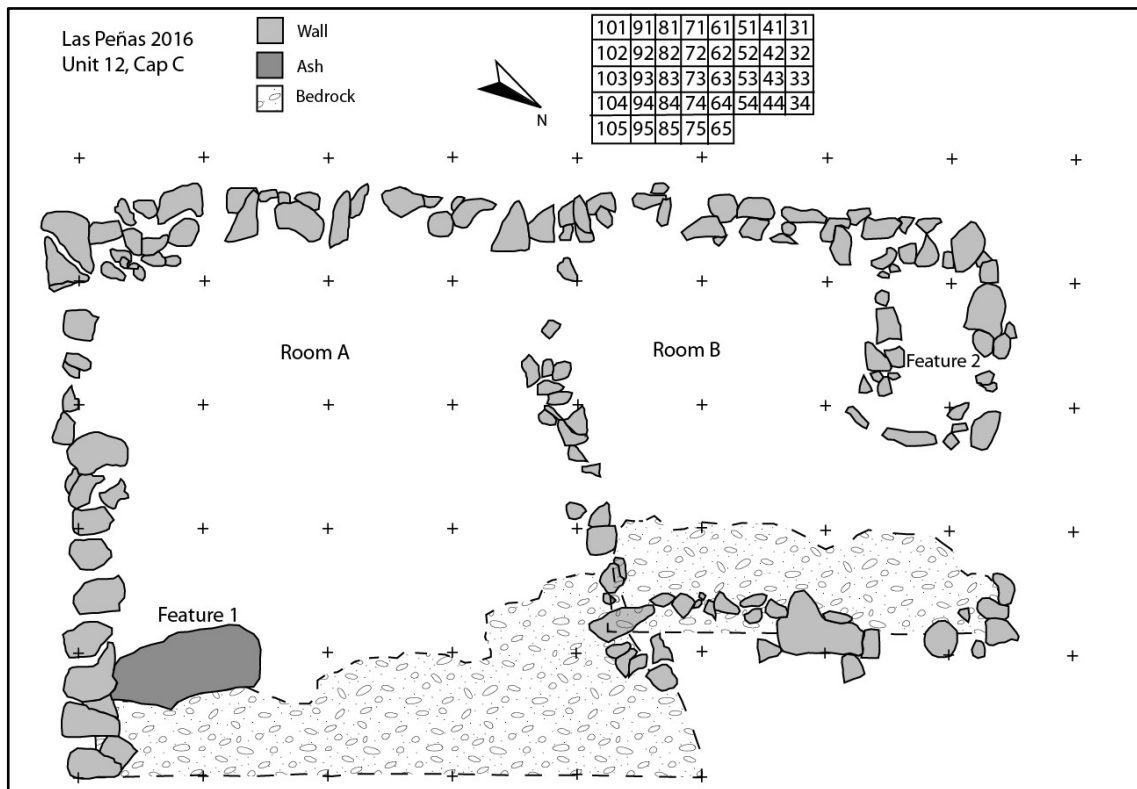 Las Peñas 2016
Unit 12, Cap C
Wall
Ash
Bedrock
N
101 91 81 71 61 51 41 31
102 92 82 72 62 52 42 32
103 93 83 73 63 53 43 33
104 94 84 74 64 54 44 34
105 95 85 75 65
Room A
Room B
Feature 2
Feature 1